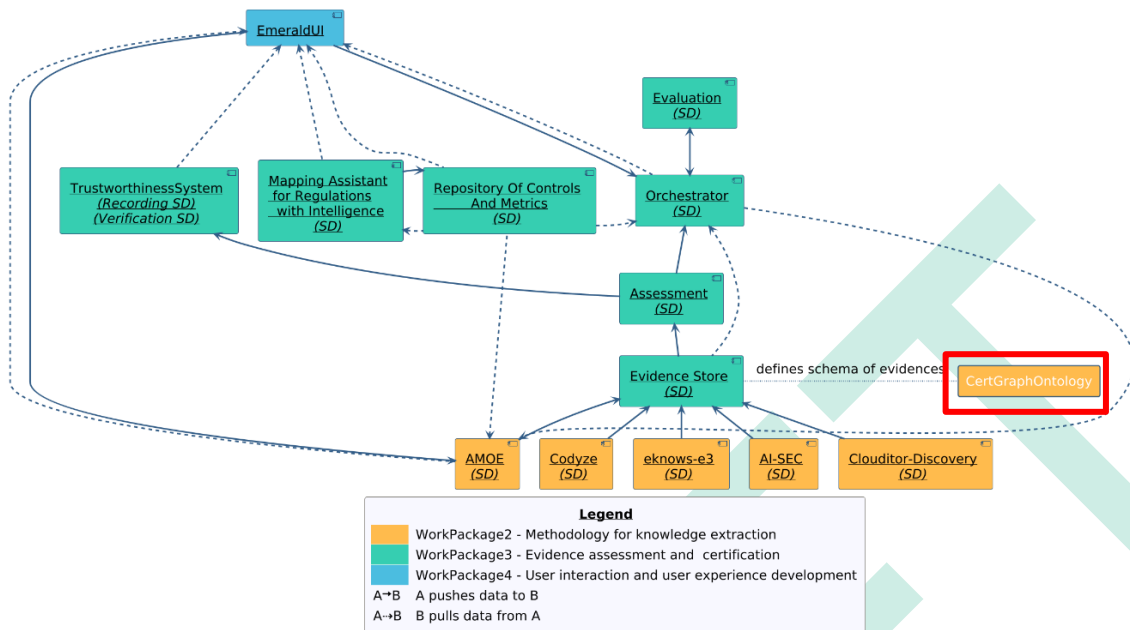 EmeraldUI
Evaluation
(SD)
TrustworthinessSystem
(Recording SD)
(Verification SD)
Mapping Assistant
for Regulations
with Intelligence
(SD)
Repository Of Controls
And Metrics
(SD)
Orchestrator
(SD)
Assessment
(SD)
Evidence Store
(SD)
defines schema of evidences
CertGraphOntology
AMOE
(SD)
Codyze
(SD)
eknows-e3
(SD)
AI-SEC
(SD)
Clouditor-Discovery
(SD)
Legend
WorkPackage2 - Methodology for knowledge extraction
WorkPackage3 - Evidence assessment and certification
WorkPackage4 - User interaction and user experience development
A→B A pushes data to B
A⇢B B pulls data from A